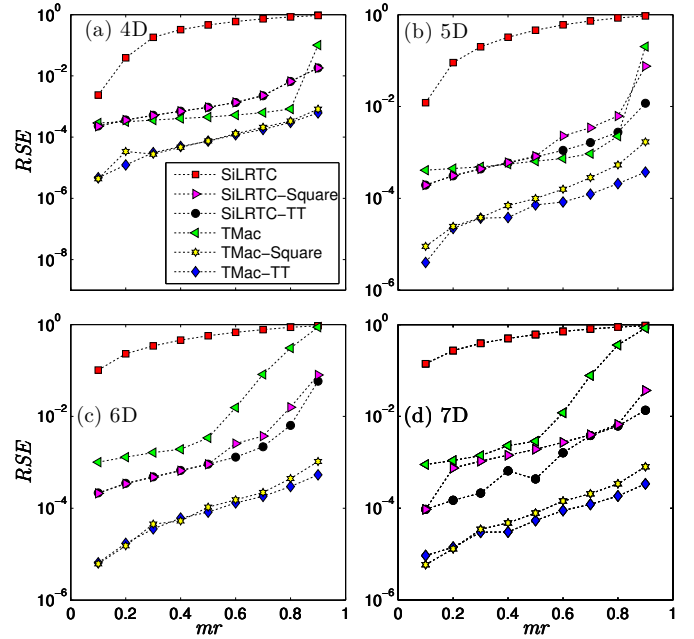 (a) 4D
10^0
10^-2
10^-4
10^-6
10^-8
RSE
SiLRTC
SiLRTC-Square
SiLRTC-TT
TMac
TMac-Square
TMac-TT
(b) 5D
10^0
10^-2
10^-4
10^-6
(c) 6D
10^0
10^-2
10^-4
10^-6
RSE
0 0.2 0.4 0.6 0.8 1
mr
(d) 7D
10^0
10^-2
10^-4
10^-6
0 0.2 0.4 0.6 0.8 1
mr